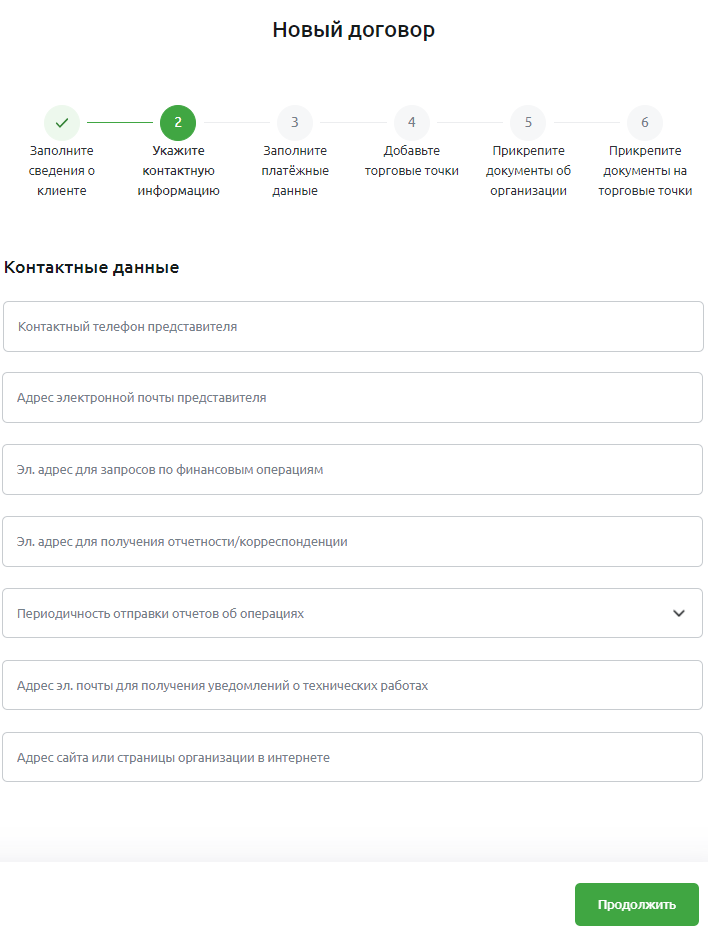 Новый договор
2
3
4
5
6
Заполните
сведения о
клиенте
Укажите
контактную
информацию
Заполните
платёжные
данные
Добавьте
торговые точки
Прикрепите
документы об
организации
Прикрепите
документы на
торговые точки
Контактные данные
Контактный телефон представителя
Адрес электронной почты представителя
Эл. адрес для запросов по финансовым операциям
Эл. адрес для получения отчетности/корреспонденции
Периодичность отправки отчетов об операциях
Адрес эл. почты для получения уведомлений о технических работах
Адрес сайта или страницы организации в интернете
Продолжить